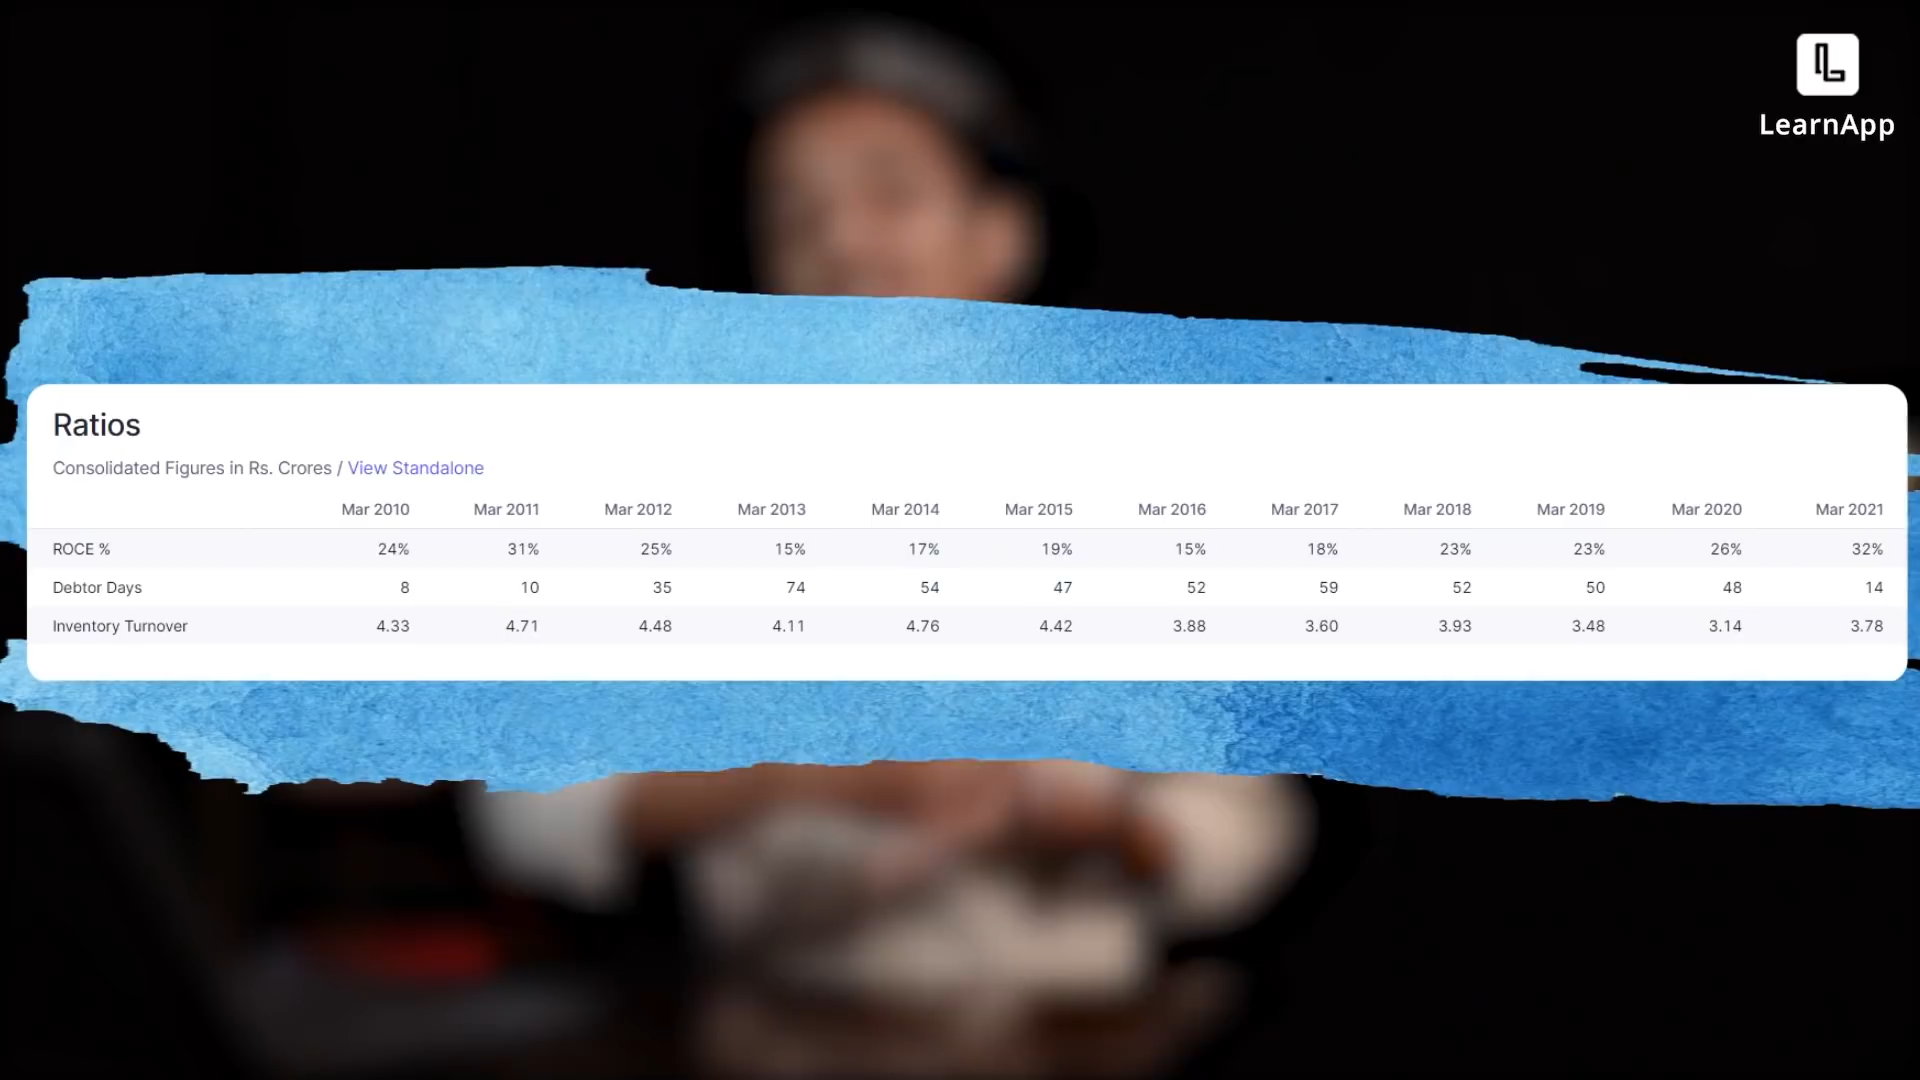 LearnApp
Ratios
Consolidated Figures in Rs. Crores / View Standalone
Mar 2010 Mar 2011 Mar 2012 Mar 2013 Mar 2014 Mar 2015 Mar 2016 Mar 2017 Mar 2018 Mar 2019 Mar 2020 Mar 2021
ROCE % 24% 31% 25% 15% 17% 19% 15% 18% 23% 23% 26% 32%
Debtor Days 8 10 35 74 54 47 52 59 52 50 48 14
Inventory Turnover 4.33 4.71 4.48 4.11 4.76 4.42 3.88 3.60 3.93 3.48 3.14 3.78